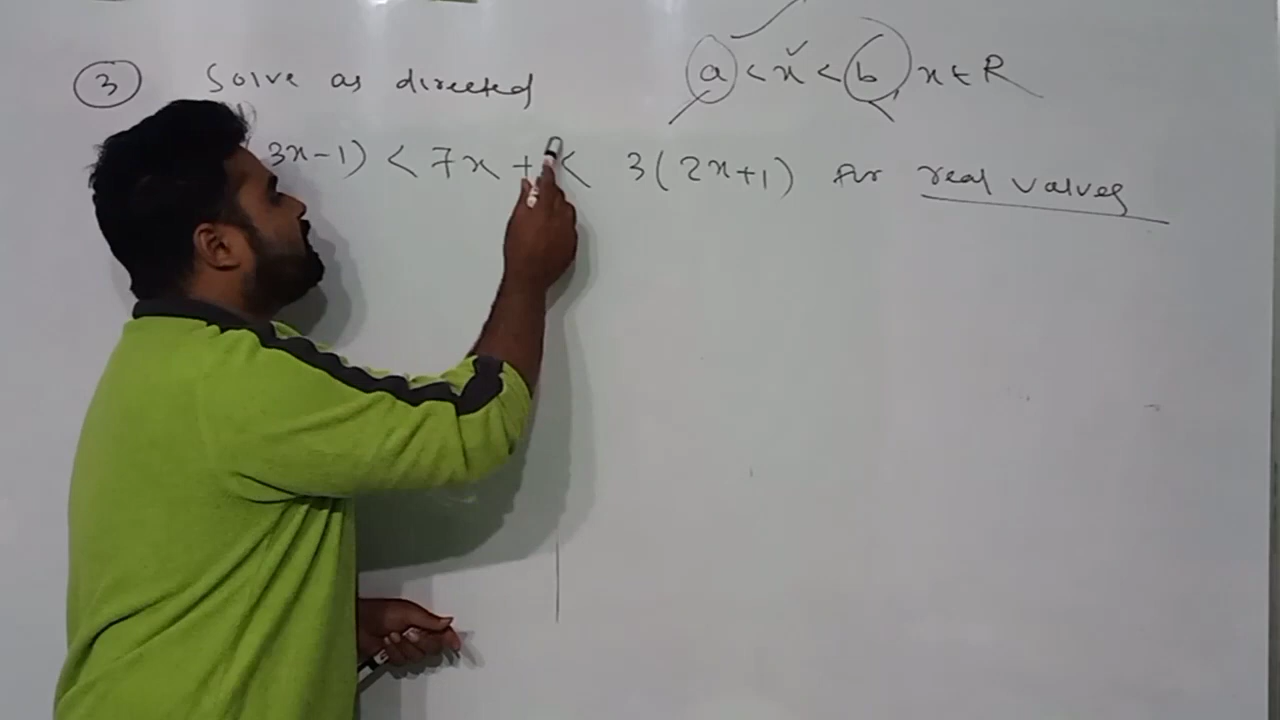 3 Solve as directed
a < x < b x ∈ R
3x-1) < 7x + < 3(2x+1) for real values